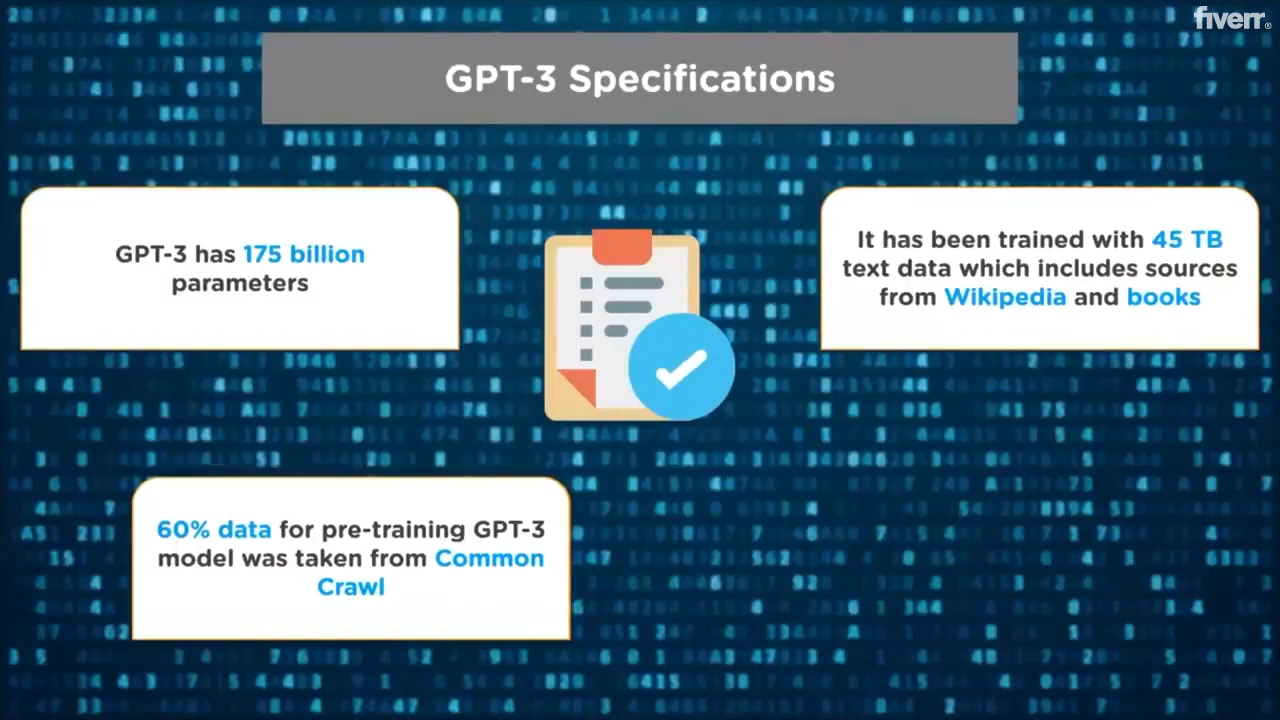 fiverr®
GPT-3 Specifications
GPT-3 has 175 billion
parameters
It has been trained with 45 TB
text data which includes sources
from Wikipedia and books
60% data for pre-training GPT-3
model was taken from Common
Crawl